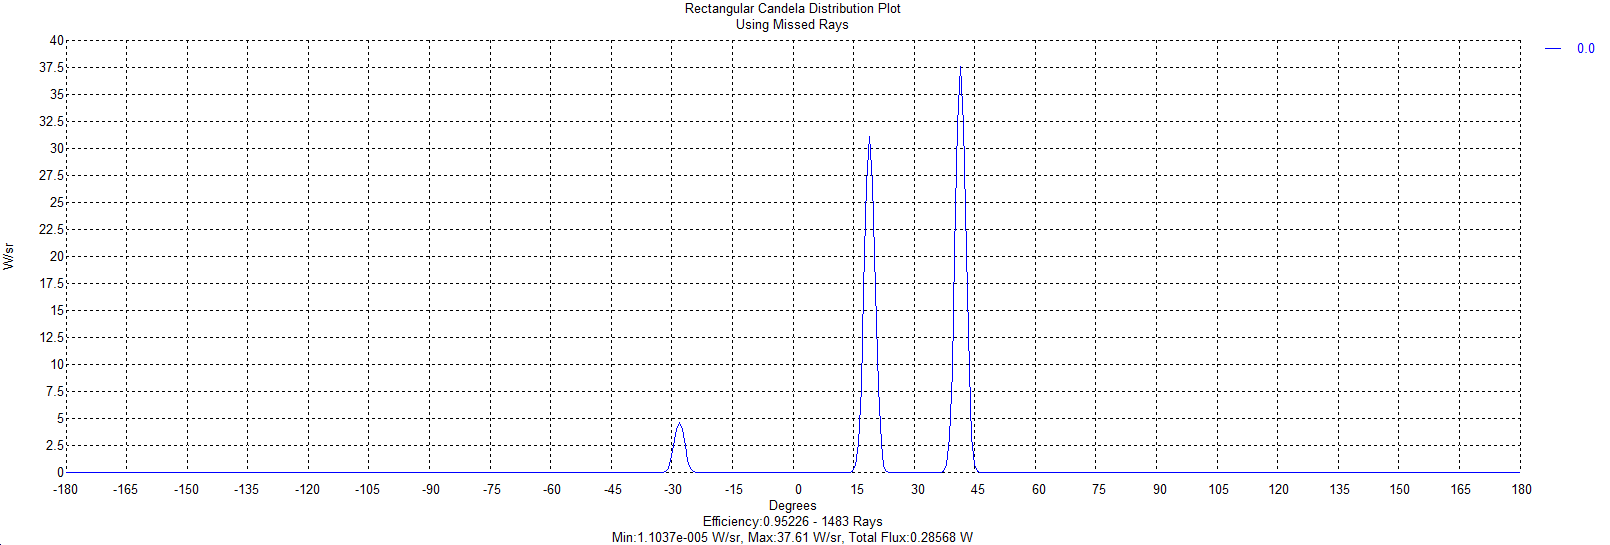 Rectangular Candela Distribution Plot
Using Missed Rays
0.0
40
37.5
35
32.5
30
27.5
25
22.5
20
17.5
15
12.5
10
7.5
5
2.5
0
W/sr
-180 -165 -150 -135 -120 -105 -90 -75 -60 -45 -30 -15 0 15 30 45 60 75 90 105 120 135 150 165 180
Degrees
Efficiency:0.95226 - 1483 Rays
Min:1.1037e-005 W/sr, Max:37.61 W/sr, Total Flux:0.28568 W